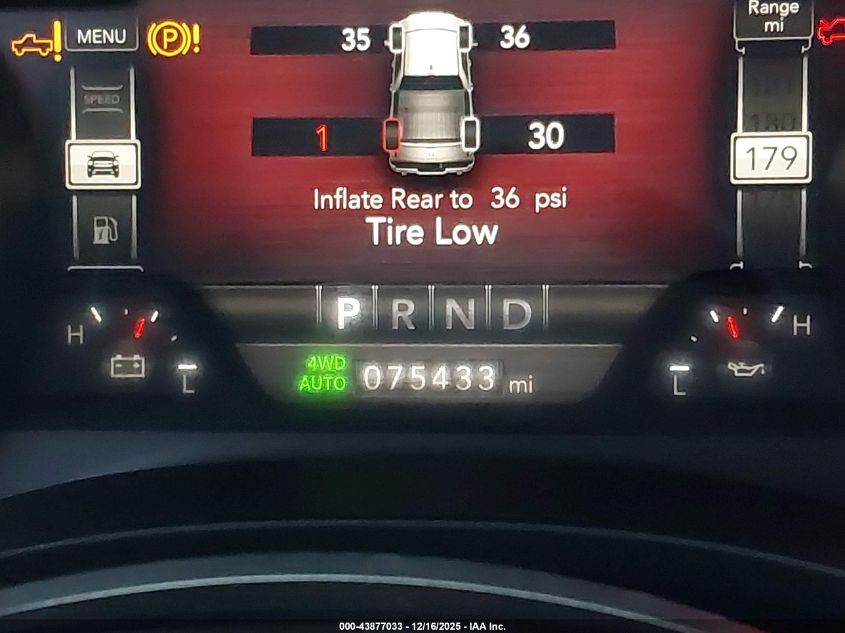 MENU
P !
35
36
Range
mi
SPEED
180
1
30
179
Inflate Rear to 36 psi
Tire Low
P R N D
H
H
4WD
AUTO
075433 mi
L
L
000-43877033 - 12/16/2025 - IAA Inc.